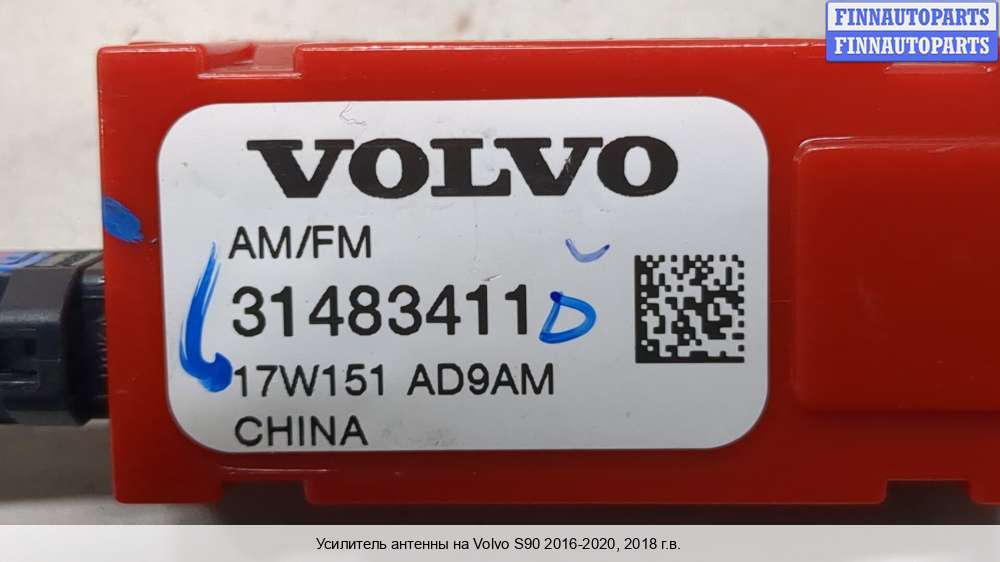 FINNAUTOPARTS
FINNAUTOPARTS
VOLVO
AM/FM
31483411 D
17W151 AD9AM
CHINA
Усилитель антенны на Volvo S90 2016-2020, 2018 г.в.